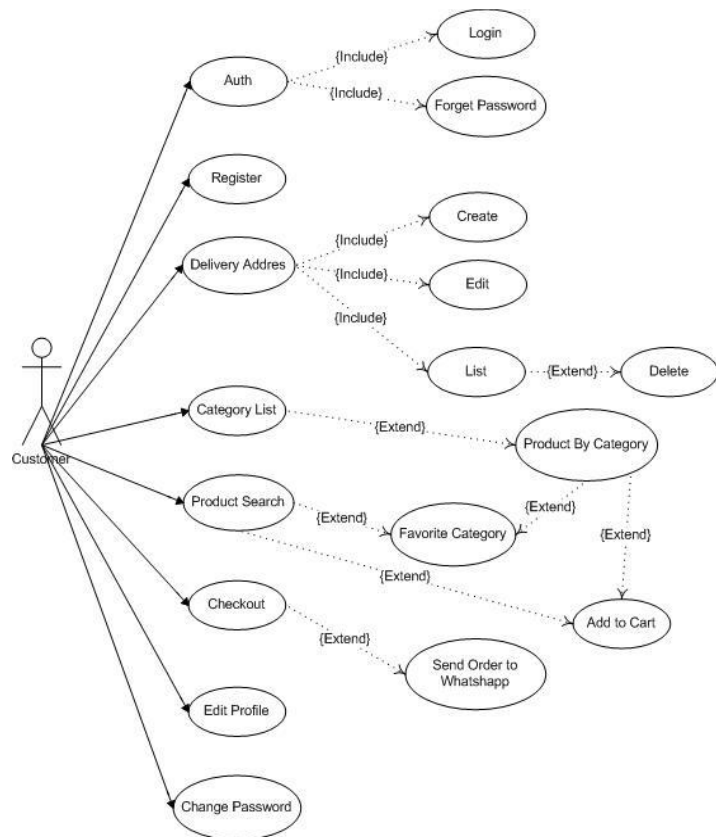 Login
{Include}
Auth
{Include}
Forget Password
Register
Create
{Include}
Delivery Addres
{Include}
Edit
{Include}
List
{Extend}
Delete
Category List
{Extend}
Product By Category
Customer
Product Search
{Extend}
Favorite Category
{Extend}
{Extend}
{Extend}
Add to Cart
Checkout
{Extend}
Send Order to
Whatshapp
Edit Profile
Change Password